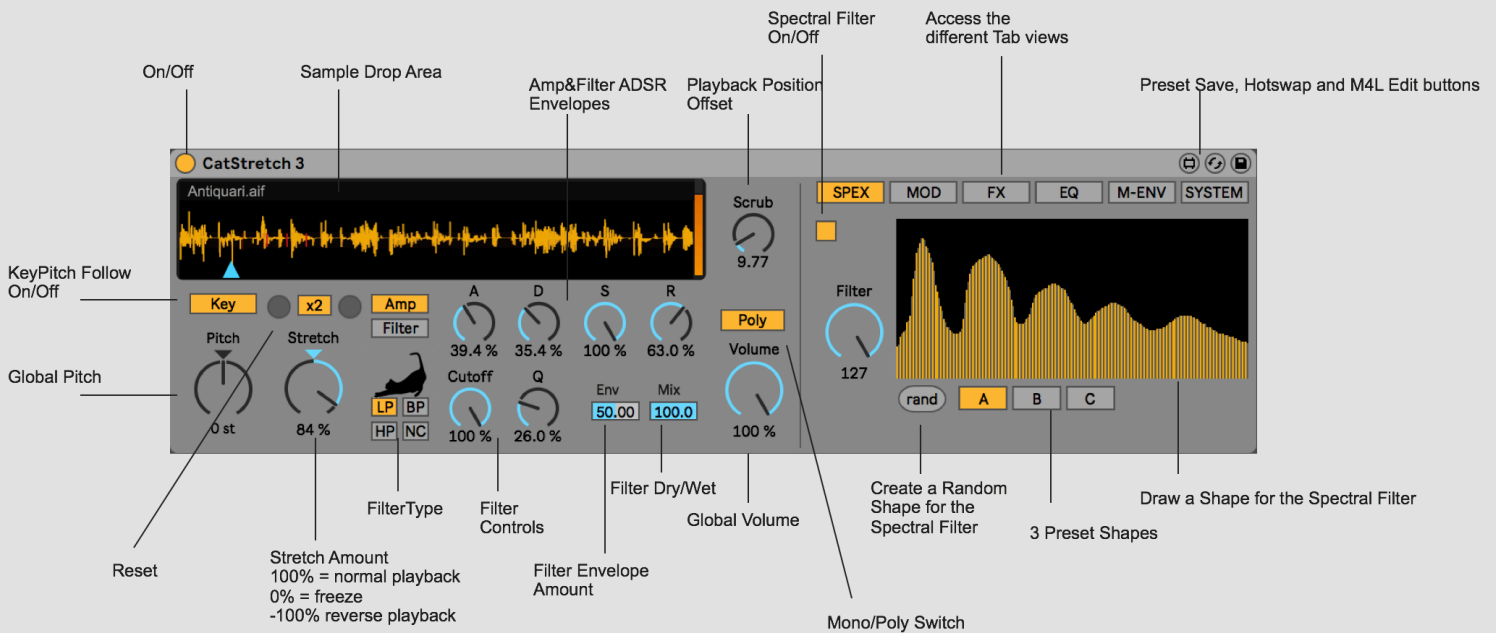 Spectral Filter
On/Off
Access the
different Tab views
On/Off
Sample Drop Area
Amp&Filter ADSR
Envelopes
Playback Position
Offset
Preset Save, Hotswap and M4L Edit buttons
CatStretch 3
Antiquari.aif
Scrub
9.77
SPEX
MOD
FX
EQ
M-ENV
SYSTEM
KeyPitch Follow
On/Off
Key
x2
Amp
Filter
A
D
S
R
39.4 %
35.4 %
100 %
63.0 %
Poly
Filter
127
Global Pitch
Pitch
0 st
Stretch
84 %
LP
BP
HP
NC
Cutoff
100 %
Q
26.0 %
Env
50.00
Mix
100.0
Volume
100 %
rand
A
B
C
FilterType
Filter
Controls
Filter Dry/Wet
Global Volume
Create a Random
Shape for the
Spectral Filter
3 Preset Shapes
Draw a Shape for the Spectral Filter
Reset
Stretch Amount
100% = normal playback
0% = freeze
-100% reverse playback
Filter Envelope
Amount
Mono/Poly Switch